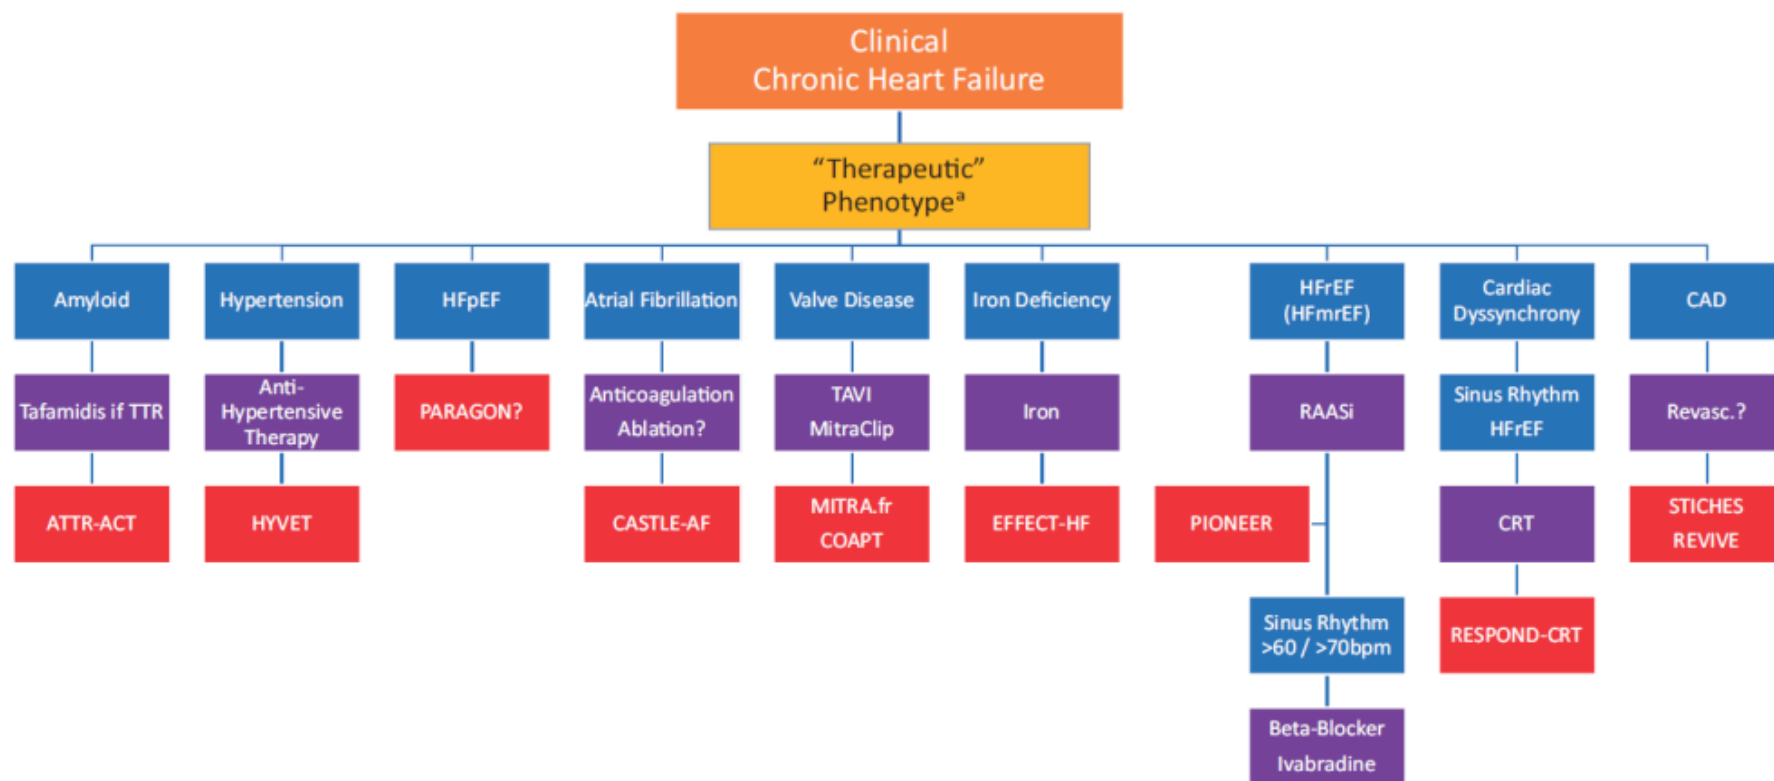 Clinical
Chronic Heart Failure
“Therapeutic”
Phenotypeᵃ
Amyloid
Hypertension
HFpEF
Atrial Fibrillation
Valve Disease
Iron Deficiency
HFrEF
(HFmrEF)
Cardiac
Dyssynchrony
CAD
Tafamidis if TTR
Anti-
Hypertensive
Therapy
PARAGON?
Anticoagulation
Ablation?
TAVI
MitraClip
Iron
RAASi
Sinus Rhythm
HFrEF
Revasc.?
ATTR-ACT
HYVET
CASTLE-AF
MITRA.fr
COAPT
EFFECT-HF
PIONEER
CRT
STICHES
REVIVE
Sinus Rhythm
>60 / >70bpm
RESPOND-CRT
Beta-Blocker
Ivabradine